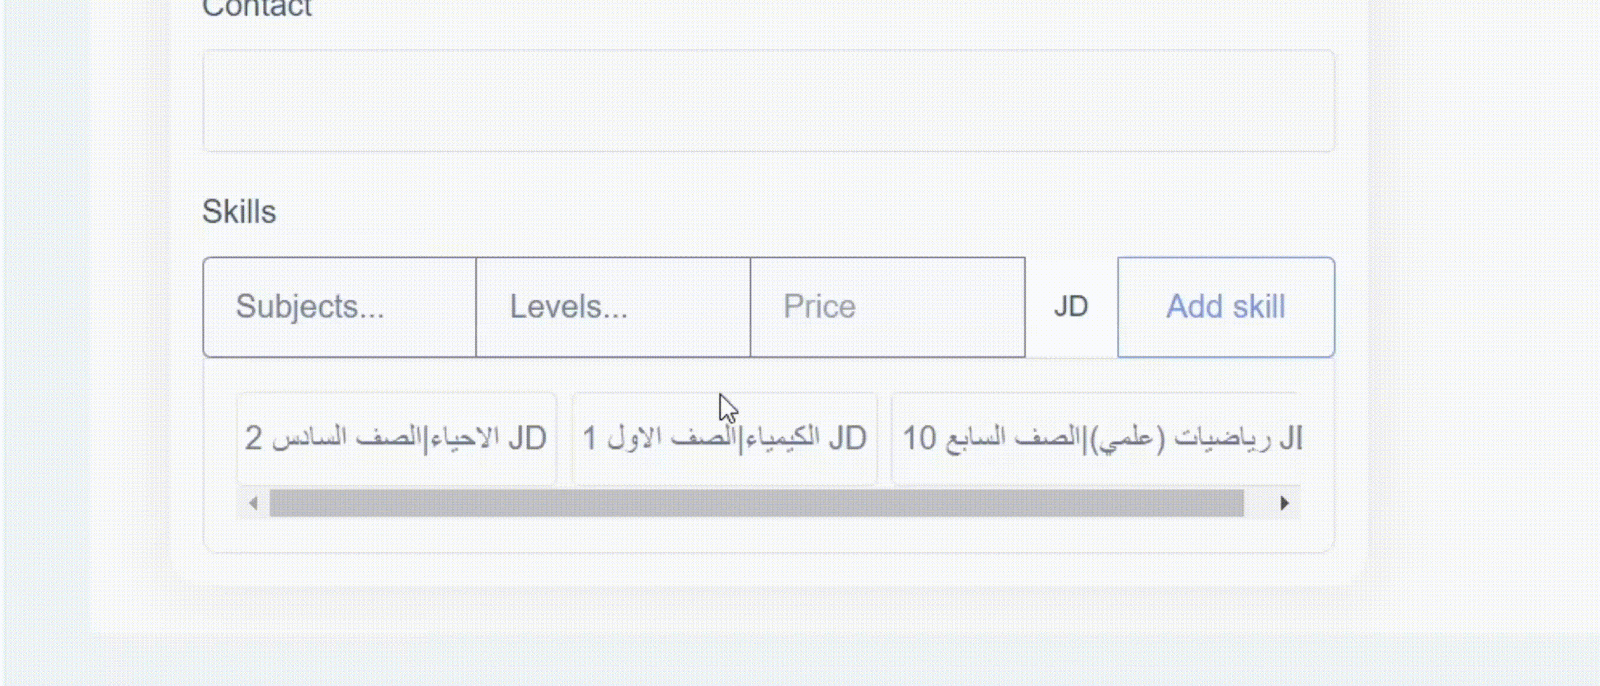 Contact
Skills
Subjects...
Levels...
Price
JD
Add skill
2 الاحياء|الصف السادس JD
1 الكيمياء|الصف الاول JD
10 رياضيات (علمي)|الصف السابع